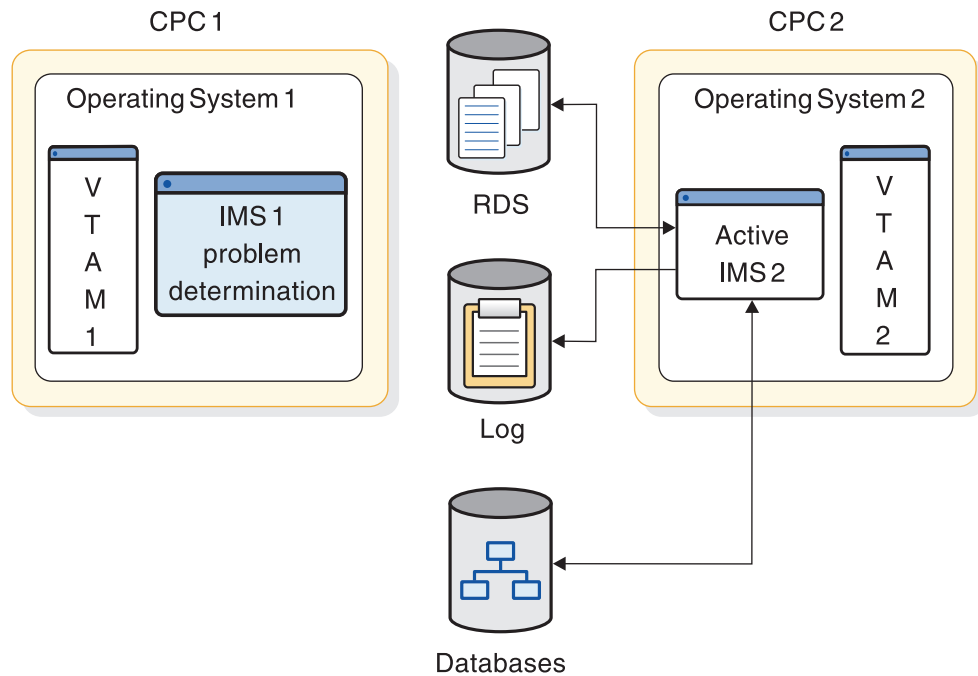 CPC 1
Operating System 1
V
T
A
M
1
IMS 1
problem
determination
RDS
Log
Databases
CPC 2
Operating System 2
Active
IMS 2
V
T
A
M
2